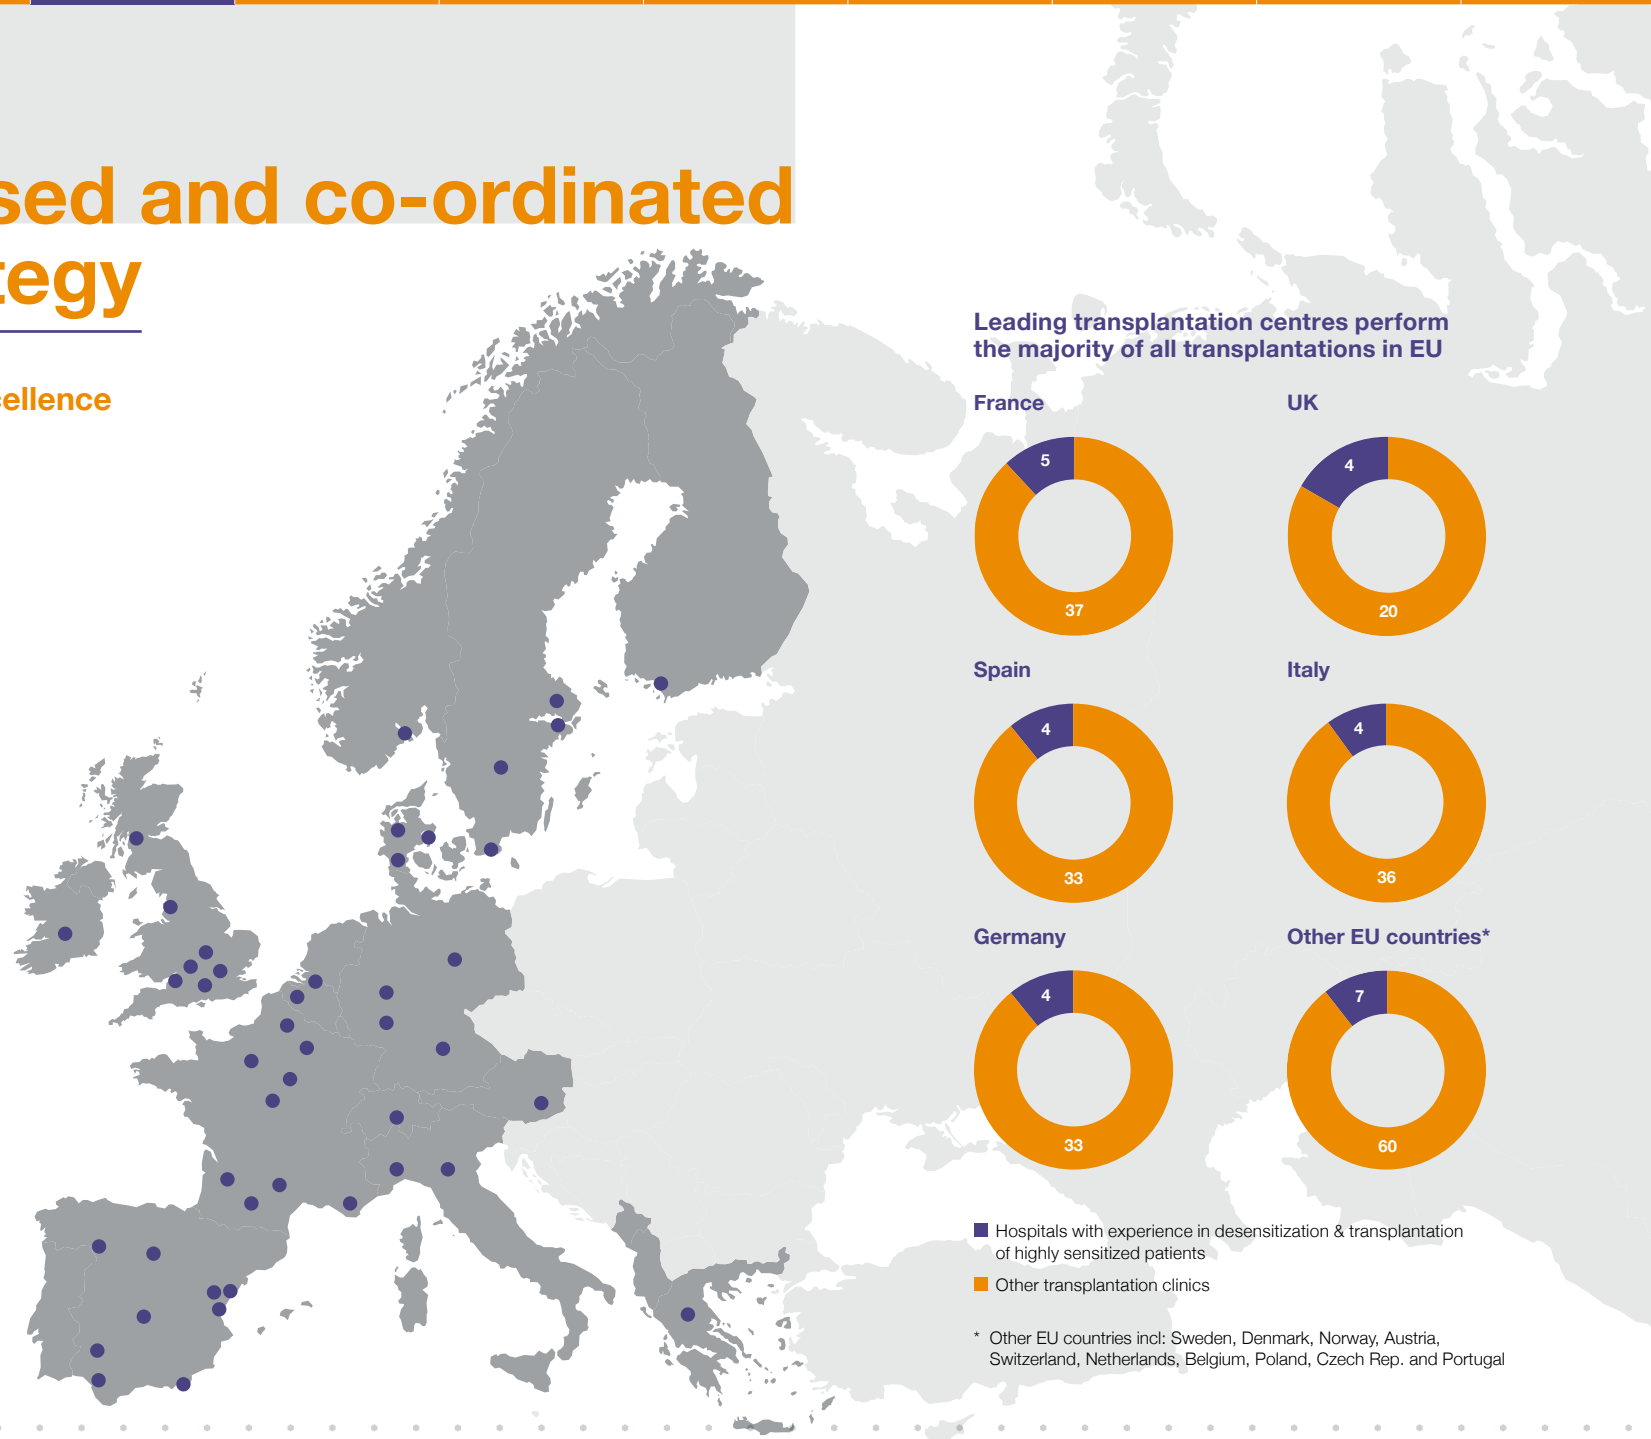 sed and co-ordinated
tegy
ellence
Leading transplantation centres perform
the majority of all transplantations in EU
France
UK
5
37
4
20
Spain
Italy
4
33
4
36
Germany
Other EU countries*
4
33
7
60
Hospitals with experience in desensitization & transplantation
of highly sensitized patients
Other transplantation clinics
* Other EU countries incl: Sweden, Denmark, Norway, Austria,
Switzerland, Netherlands, Belgium, Poland, Czech Rep. and Portugal